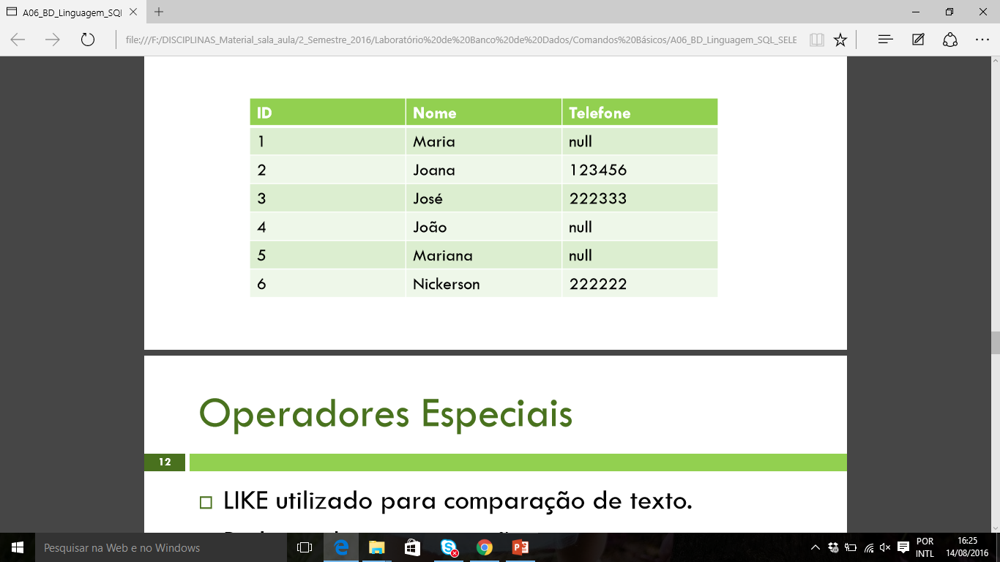 A06_BD_Linguagem_SQL
file:///F:/DISCIPLINAS_Material_sala_aula/2_Semestre_2016/Laboratório%20de%20Banco%20de%20Dados/Comandos%20Básicos/A06_BD_Linguagem_SQL_SELE
ID Nome Telefone
1 Maria null
2 Joana 123456
3 José 222333
4 João null
5 Mariana null
6 Nickerson 222222
Operadores Especiais
12
LIKE utilizado para comparação de texto.
Pesquisar na Web e no Windows
POR
INTL
16:25
14/08/2016